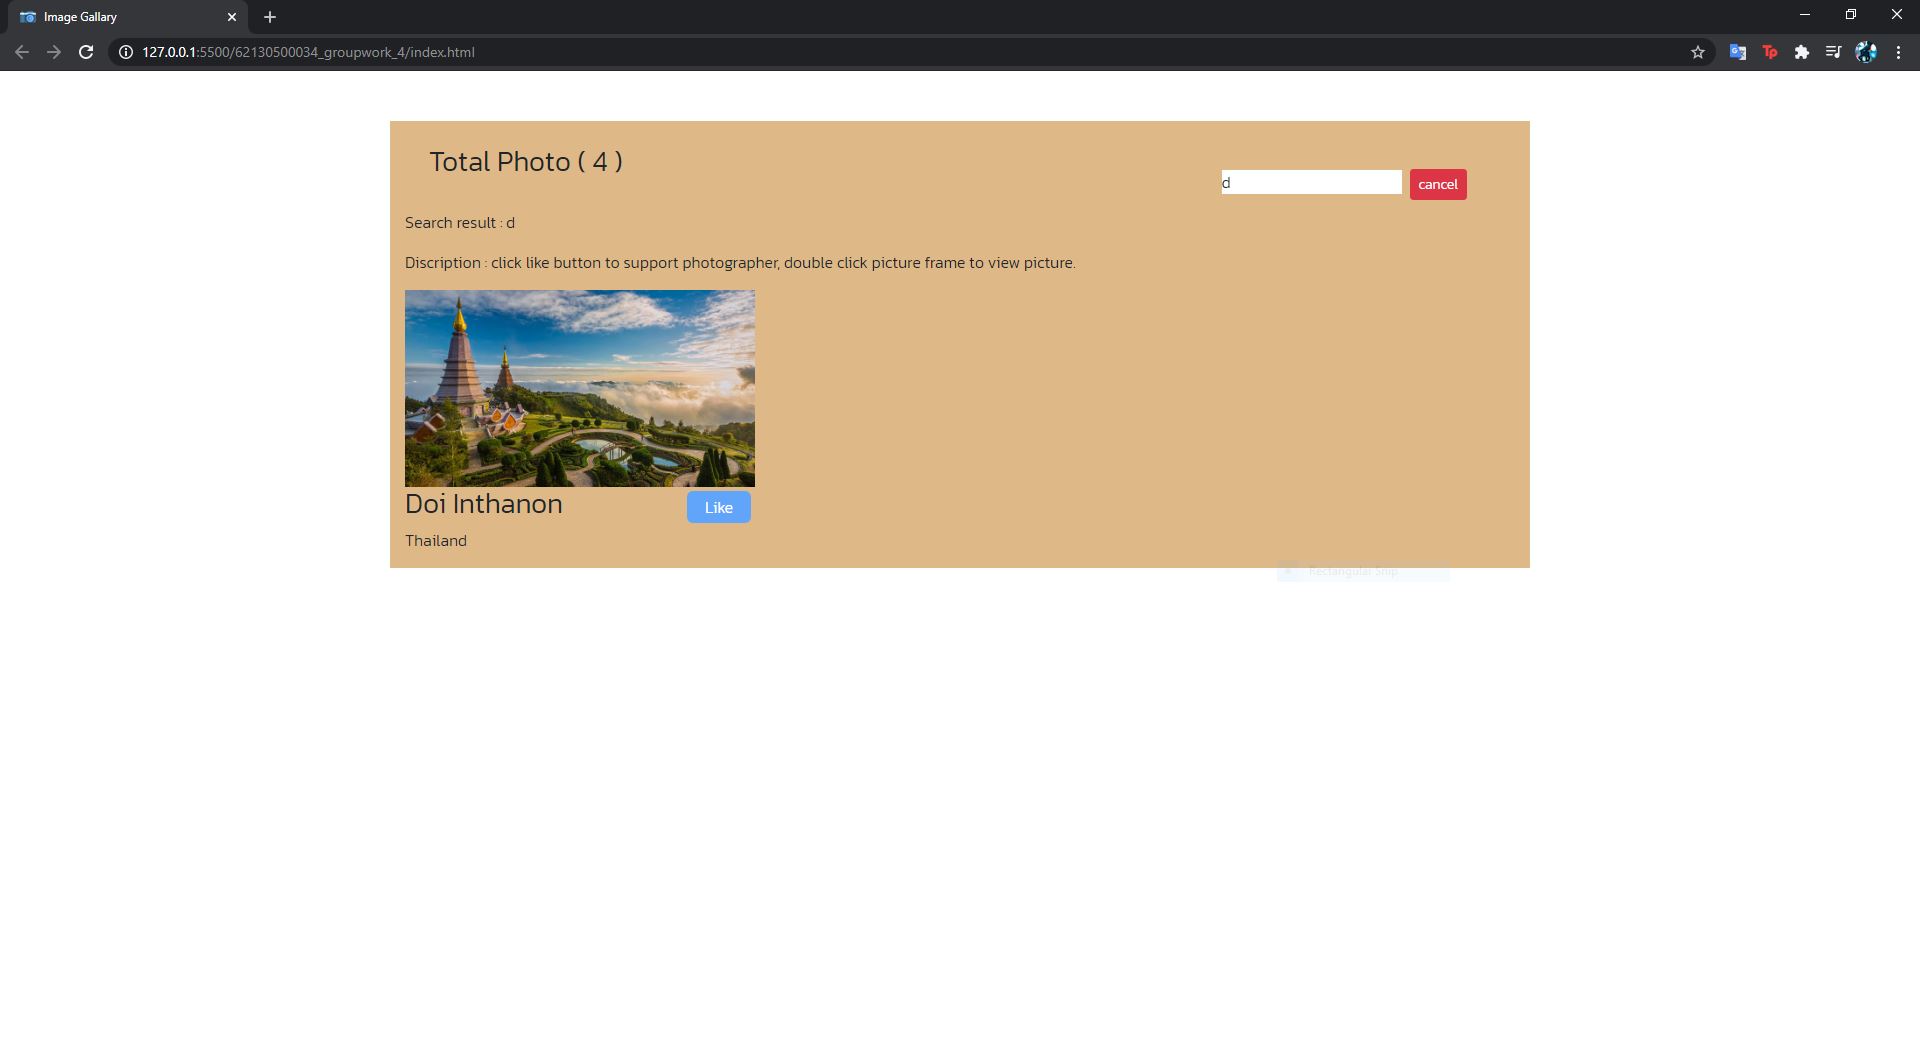 Image Gallary
127.0.0.1:5500/62130500034_groupwork_4/index.html
Tp
Total Photo ( 4 )
d
cancel
Search result : d
Discription : click like button to support photographer, double click picture frame to view picture.
Doi Inthanon
Like
Thailand
Rectangular Snip